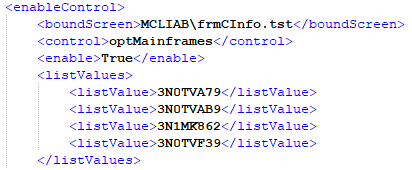 <enableControl>
<boundScreen>MCLIAB\frmCInfo.tst</boundScreen>
<control>optMainframes</control>
<enable>True</enable>
<listValues>
<listValue>3N0TVA79</listValue>
<listValue>3N0TVAB9</listValue>
<listValue>3N1MK862</listValue>
<listValue>3N0TVF39</listValue>
</listValues>